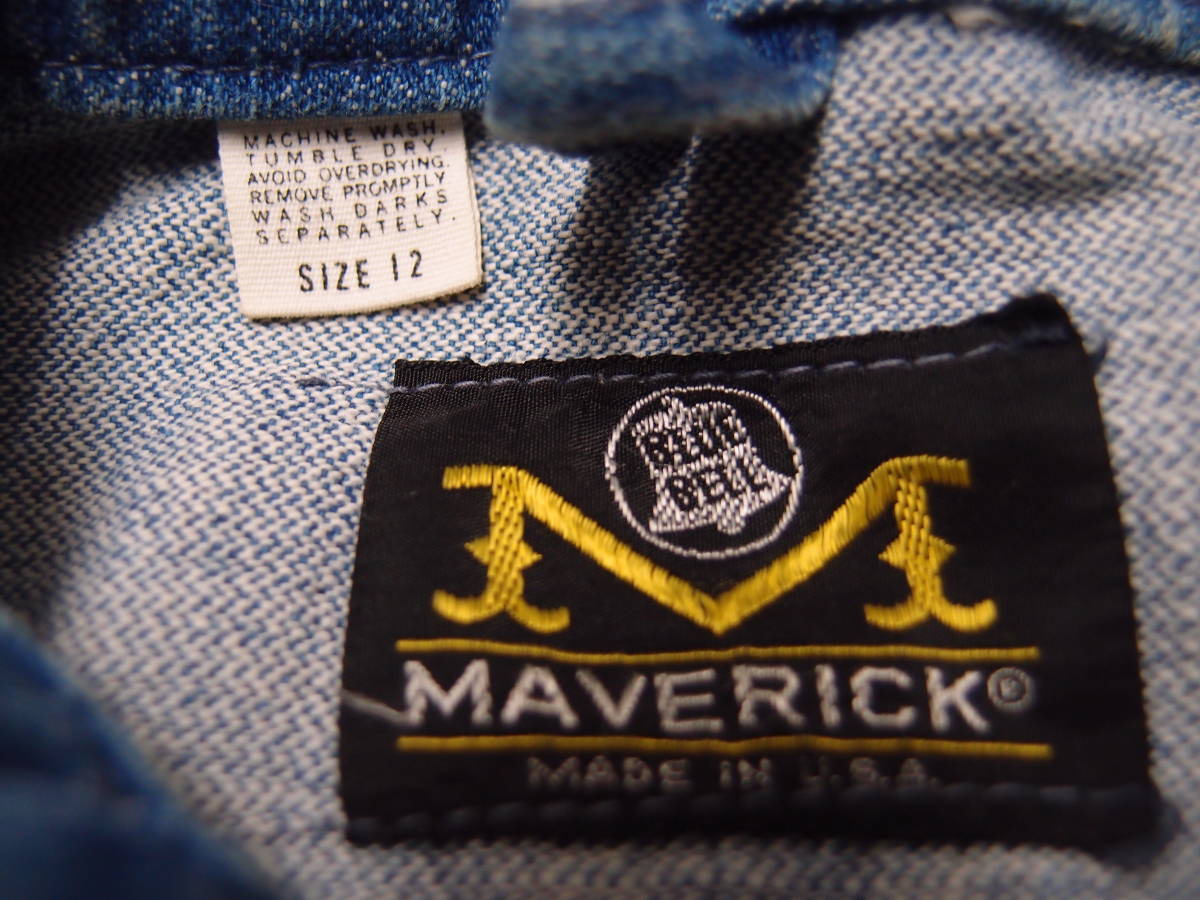 MACHINE WASH,
TUMBLE DRY.
AVOID OVERDRYING.
REMOVE PROMPTLY
WASH DARKS
SEPARATELY.
SIZE 12
BLUE
BELL
M
MAVERICK®
MADE IN U.S.A.